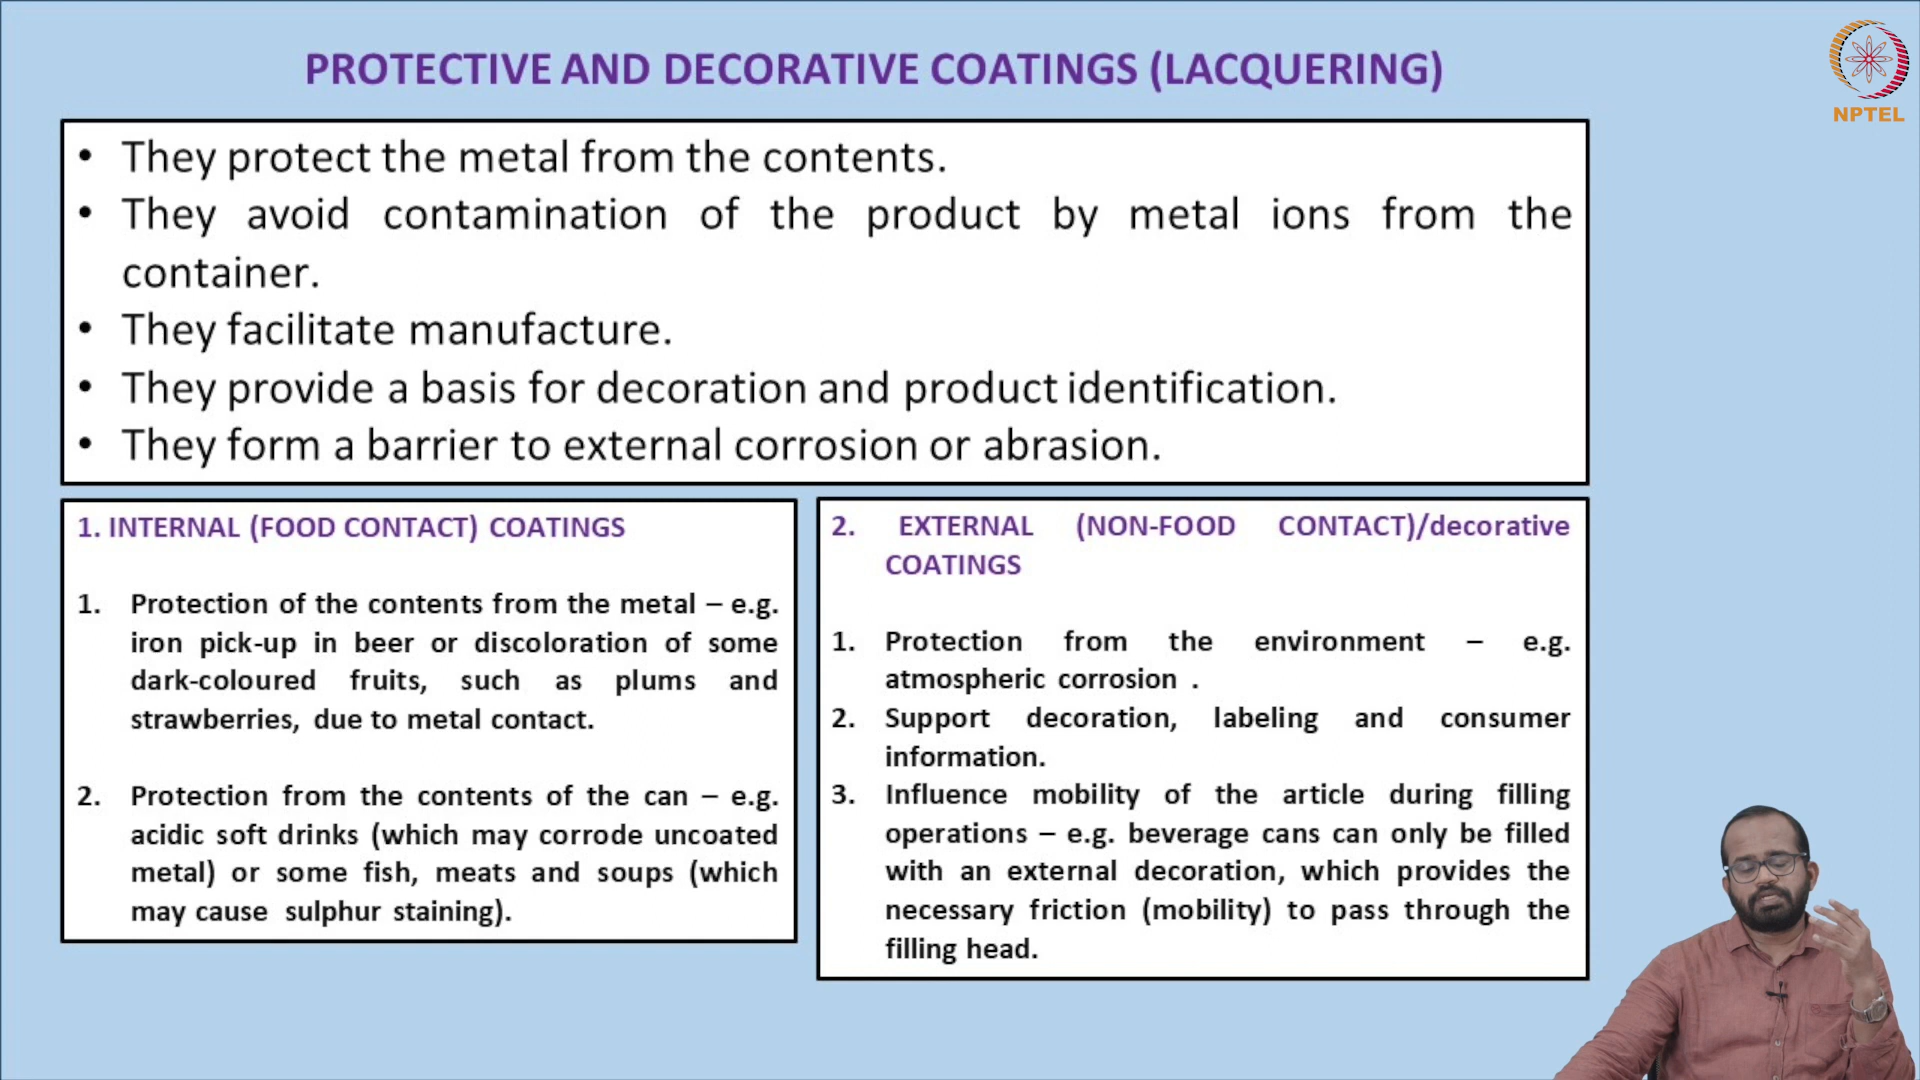 PROTECTIVE AND DECORATIVE COATINGS (LACQUERING)
NPTEL
• They protect the metal from the contents.
• They avoid contamination of the product by metal ions from the
container.
• They facilitate manufacture.
• They provide a basis for decoration and product identification.
• They form a barrier to external corrosion or abrasion.
1. INTERNAL (FOOD CONTACT) COATINGS
1. Protection of the contents from the metal – e.g.
iron pick-up in beer or discoloration of some
dark-coloured fruits, such as plums and
strawberries, due to metal contact.
2. Protection from the contents of the can – e.g.
acidic soft drinks (which may corrode uncoated
metal) or some fish, meats and soups (which
may cause sulphur staining).
2. EXTERNAL (NON-FOOD CONTACT)/decorative
COATINGS
1. Protection from the environment – e.g.
atmospheric corrosion .
2. Support decoration, labeling and consumer
information.
3. Influence mobility of the article during filling
operations – e.g. beverage cans can only be filled
with an external decoration, which provides the
necessary friction (mobility) to pass through the
filling head.